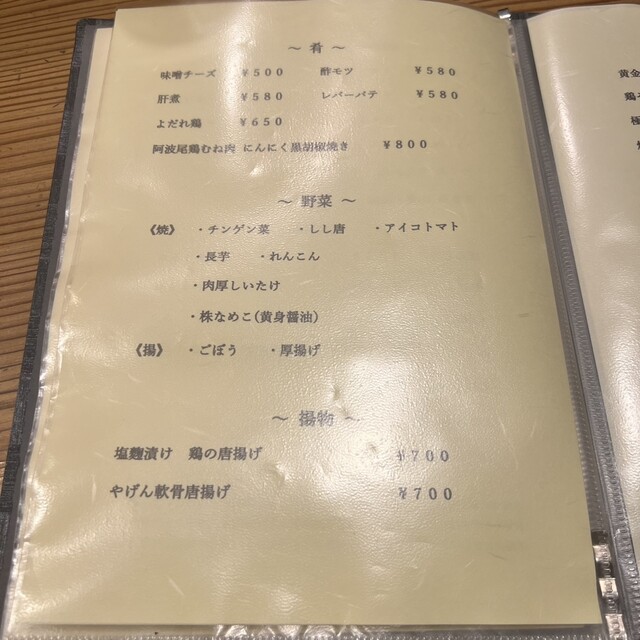 ～ 肴 ～
味噌チーズ ￥500 酢モツ ￥580
肝煮 ￥580 レバーパテ ￥580
よだれ鶏 ￥650
阿波尾鶏むね肉 にんにく黒胡椒焼き ￥800
～ 野菜 ～
《焼》 ・チンゲン菜 ・しし唐 ・アイコトマト
・長芋 ・れんこん
・肉厚しいたけ
・株なめこ(黄身醤油)
《揚》 ・ごぼう ・厚揚げ
～ 揚物 ～
塩麴漬け 鶏の唐揚げ ￥700
やげん軟骨唐揚げ ￥700
黄金
鶏